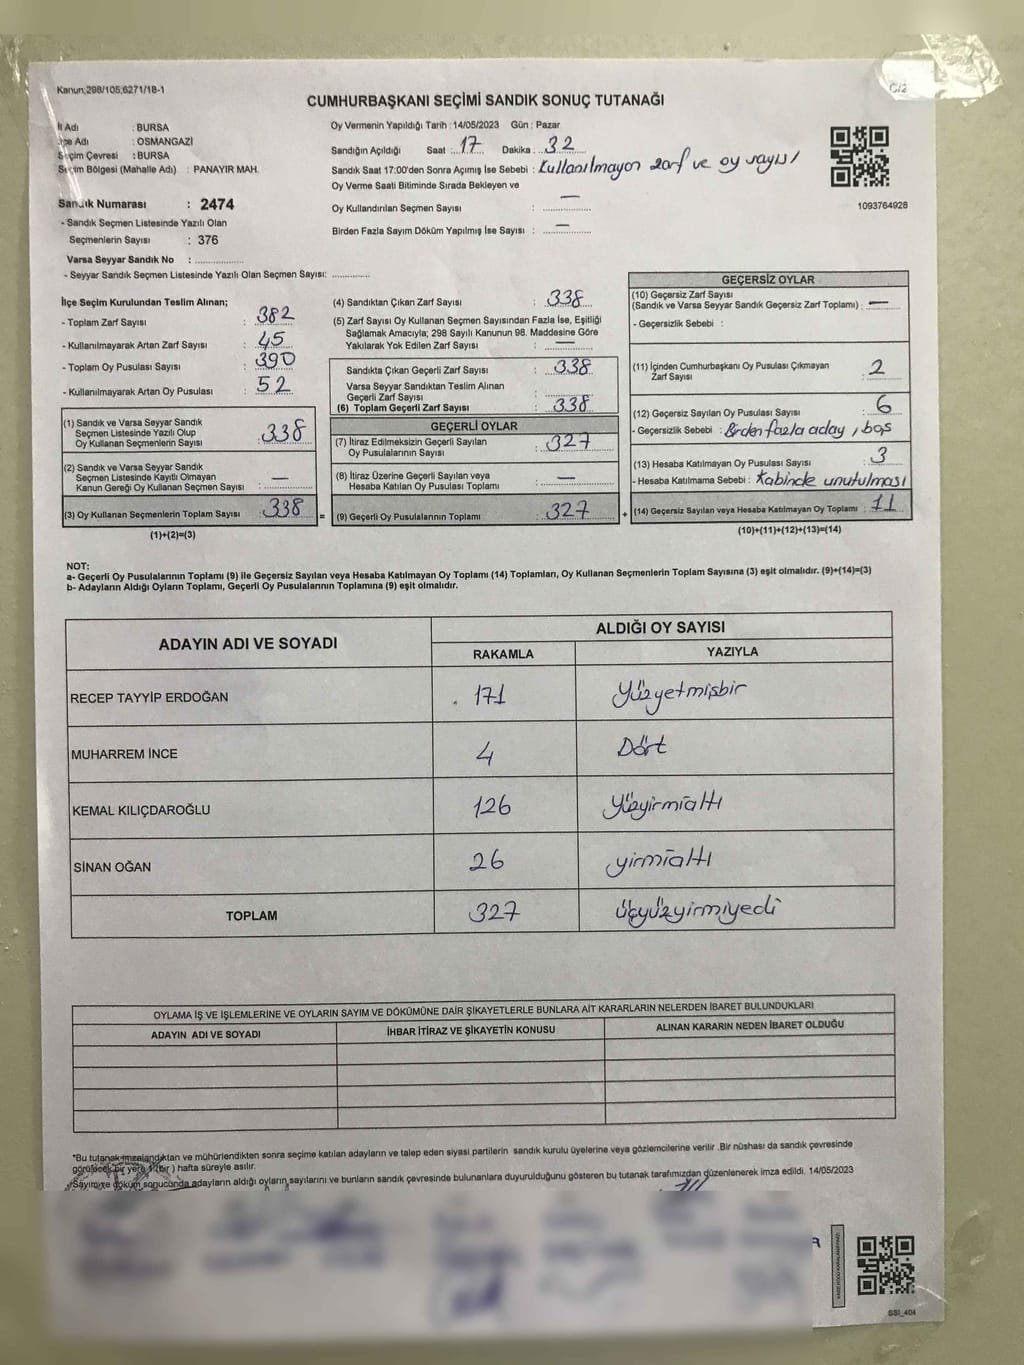 Kanun;298/105,6271/18-1
C/2
CUMHURBAŞKANI SEÇİMİ SANDIK SONUÇ TUTANAĞI
İl Adı : BURSA
İlçe Adı : OSMANGAZİ
Seçim Çevresi : BURSA
Seçim Bölgesi (Mahalle Adı) : PANAYIR MAH.
Sandık Numarası : 2474
- Sandık Seçmen Listesinde Yazılı Olan
Seçmenlerin Sayısı : 376
Varsa Seyyar Sandık No :
- Seyyar Sandık Seçmen Listesinde Yazılı Olan Seçmen Sayısı:
Oy Vermenin Yapıldığı Tarih : 14/05/2023 Gün : Pazar
Sandığın Açıldığı Saat : 17 Dakika : 32
Sandık Saat 17:00'den Sonra Açımış İse Sebebi : Kullanılmayan zarf ve oy sayısı
Oy Verme Saati Bitiminde Sırada Bekleyen ve
Oy Kullandırılan Seçmen Sayısı : —
Birden Fazla Sayım Döküm Yapılmış İse Sayısı : —
1093764926
İlçe Seçim Kurulundan Teslim Alınan;
- Toplam Zarf Sayısı : 382
- Kullanılmayarak Artan Zarf Sayısı : 45
- Toplam Oy Pusulası Sayısı : 390
- Kullanılmayarak Artan Oy Pusulası : 52
(1) Sandık ve Varsa Seyyar Sandık
Seçmen Listesinde Yazılı Olup
Oy Kullanan Seçmenlerin Sayısı : 338
(2) Sandık ve Varsa Seyyar Sandık
Seçmen Listesinde Kayıtlı Olmayan
Kanun Gereği Oy Kullanan Seçmen Sayısı : —
(3) Oy Kullanan Seçmenlerin Toplam Sayısı : 338
(1)+(2)=(3)
=
(4) Sandıktan Çıkan Zarf Sayısı : 338
(5) Zarf Sayısı Oy Kullanan Seçmen Sayısından Fazla İse, Eşitliği
Sağlamak Amacıyla; 298 Sayılı Kanunun 98. Maddesine Göre
Yakılarak Yok Edilen Zarf Sayısı : —
Sandıkta Çıkan Geçerli Zarf Sayısı : 338
Varsa Seyyar Sandıktan Teslim Alınan
Geçerli Zarf Sayısı :
(6) Toplam Geçerli Zarf Sayısı : 338
GEÇERLİ OYLAR
(7) İtiraz Edilmeksizin Geçerli Sayılan
Oy Pusulalarının Sayısı : 327
(8) İtiraz Üzerine Geçerli Sayılan veya
Hesaba Katılan Oy Pusulası Toplamı : —
(9) Geçerli Oy Pusulalarının Toplamı : 327
+
GEÇERSİZ OYLAR
(10) Geçersiz Zarf Sayısı
(Sandık ve Varsa Seyyar Sandık Geçersiz Zarf Toplamı) : —
- Geçersizlik Sebebi :
(11) İçinden Cumhurbaşkanı Oy Pusulası Çıkmayan
Zarf Sayısı : 2
(12) Geçersiz Sayılan Oy Pusulası Sayısı : 6
- Geçersizlik Sebebi : Birden fazla aday, boş
(13) Hesaba Katılmayan Oy Pusulası Sayısı : 3
- Hesaba Katılmama Sebebi : Kabinde unutulması
(14) Geçersiz Sayılan veya Hesaba Katılmayan Oy Toplamı : 11
(10)+(11)+(12)+(13)=(14)
NOT:
a- Geçerli Oy Pusulalarının Toplamı (9) ile Geçersiz Sayılan veya Hesaba Katılmayan Oy Toplamı (14) Toplamları, Oy Kullanan Seçmenlerin Toplam Sayısına (3) eşit olmalıdır. (9)+(14)=(3)
b- Adayların Aldığı Oyların Toplamı, Geçerli Oy Pusulalarının Toplamına (9) eşit olmalıdır.
ADAYIN ADI VE SOYADI ALDIĞI OY SAYISI
RAKAMLA YAZIYLA
RECEP TAYYİP ERDOĞAN 171 Yüzyetmişbir
MUHARREM İNCE 4 Dört
KEMAL KILIÇDAROĞLU 126 Yüzyirmialtı
SİNAN OĞAN 26 yirmialtı
TOPLAM 327 üçyüzyirmiyedi
OYLAMA İŞ VE İŞLEMLERİNE VE OYLARIN SAYIM VE DÖKÜMÜNE DAİR ŞİKAYETLERLE BUNLARA AİT KARARLARIN NELERDEN İBARET BULUNDUKLARI
ADAYIN ADI VE SOYADI İHBAR İTİRAZ VE ŞİKAYETİN KONUSU ALINAN KARARIN NEDEN İBARET OLDUĞU
*Bu tutanak imzalandıktan ve mühürlendikten sonra seçime katılan adayların ve talep eden siyasi partilerin sandık kurulu üyelerine veya gözlemcilerine verilir .Bir nüshası da sandık çevresinde
görülecek bir yere 1 (bir ) hafta süreyle asılır.
*Sayım ve döküm sonucunda adayların aldığı oyların sayılarını ve bunların sandık çevresinde bulunanlara duyurulduğunu gösteren bu tutanak tarafımızdan düzenlenerek imza edildi. 14/05/2023
SSI_404